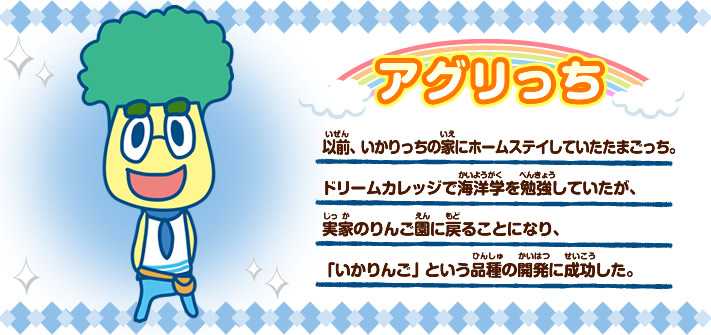 アグリっち
以前、いかりっちの家にホームステイしていたたまごっち。
ドリームカレッジで海洋学を勉強していたが、
実家のりんご園に戻ることになり、
「いかりんご」という品種の開発に成功した。